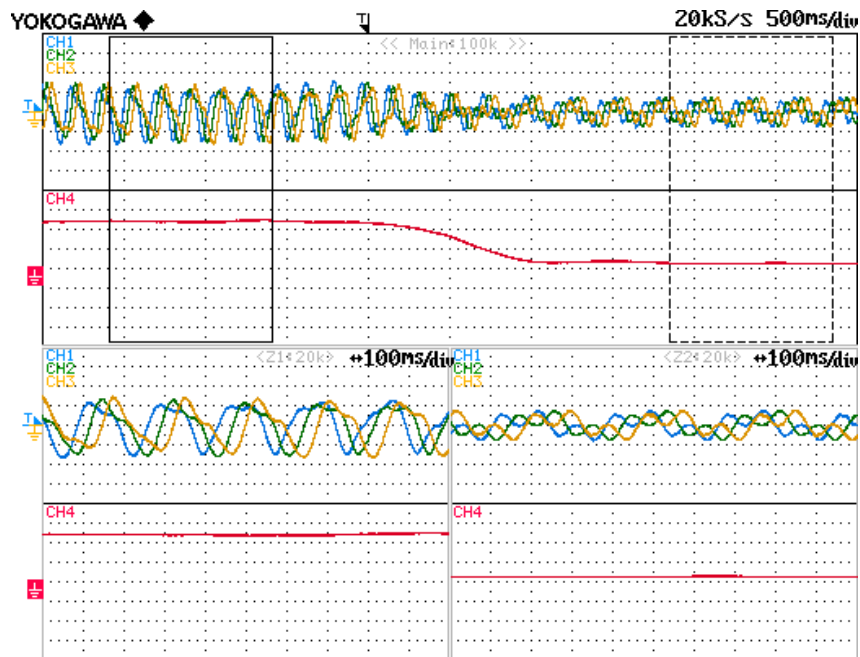 YOKOGAWA ◆ T 20kS/s 500ms/div
CH1 << Main:100k >>
CH2
CH3
T
CH4
CH1 <Z1:20k> ↔100ms/div
CH2
CH3
T
CH4
CH1 <Z2:20k> ↔100ms/div
CH2
CH3
CH4